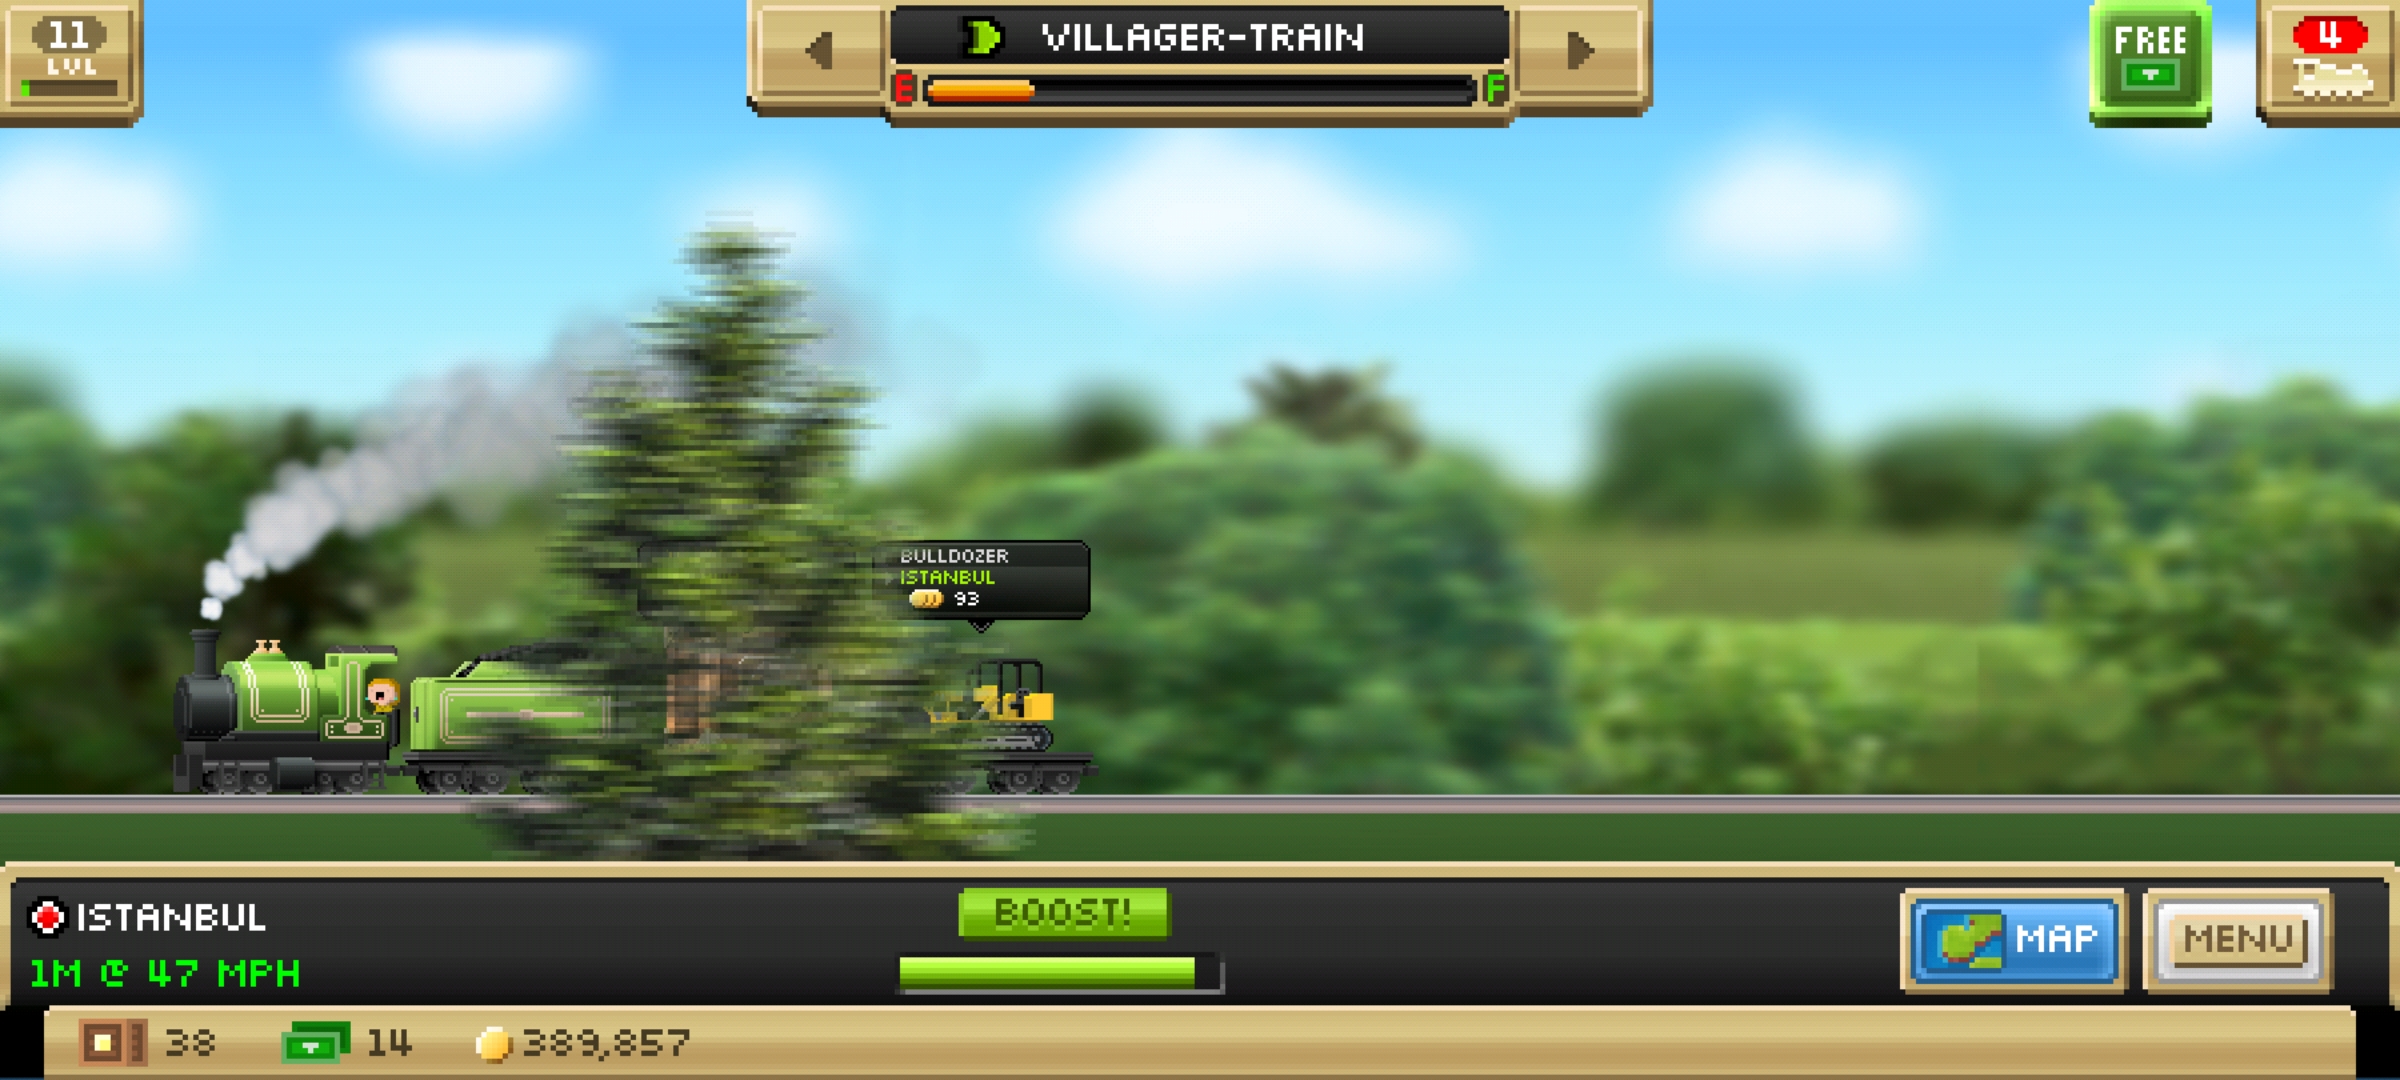 11
LVL
VILLAGER-TRAIN
E F
FREE
4
BULLDOZER
ISTANBUL
93
ISTANBUL
1M @ 47 MPH
BOOST!
MAP
MENU
38 14 389,857